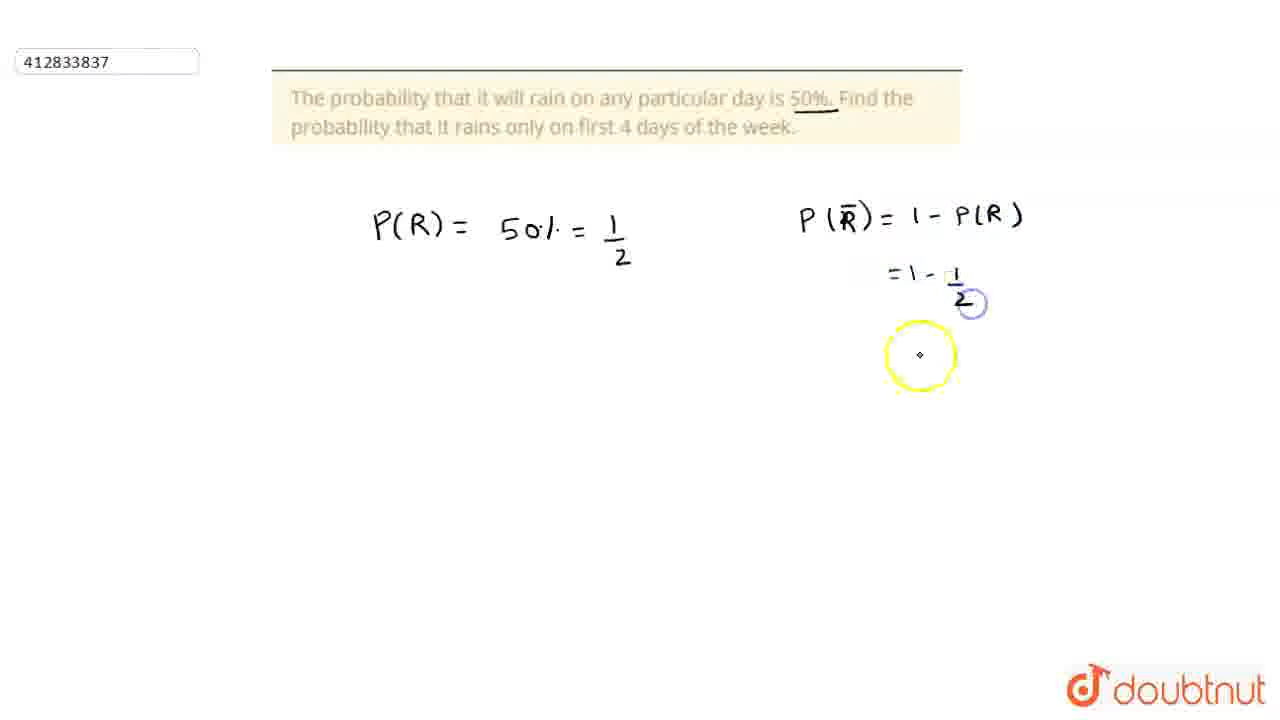 412833837
The probability that it will rain on any particular day is 50%. Find the
probability that it rains only on first 4 days of the week.
P(R) = 50% = 1/2
P(R̅) = 1 - P(R)
= 1 - 1/2
doubtnut